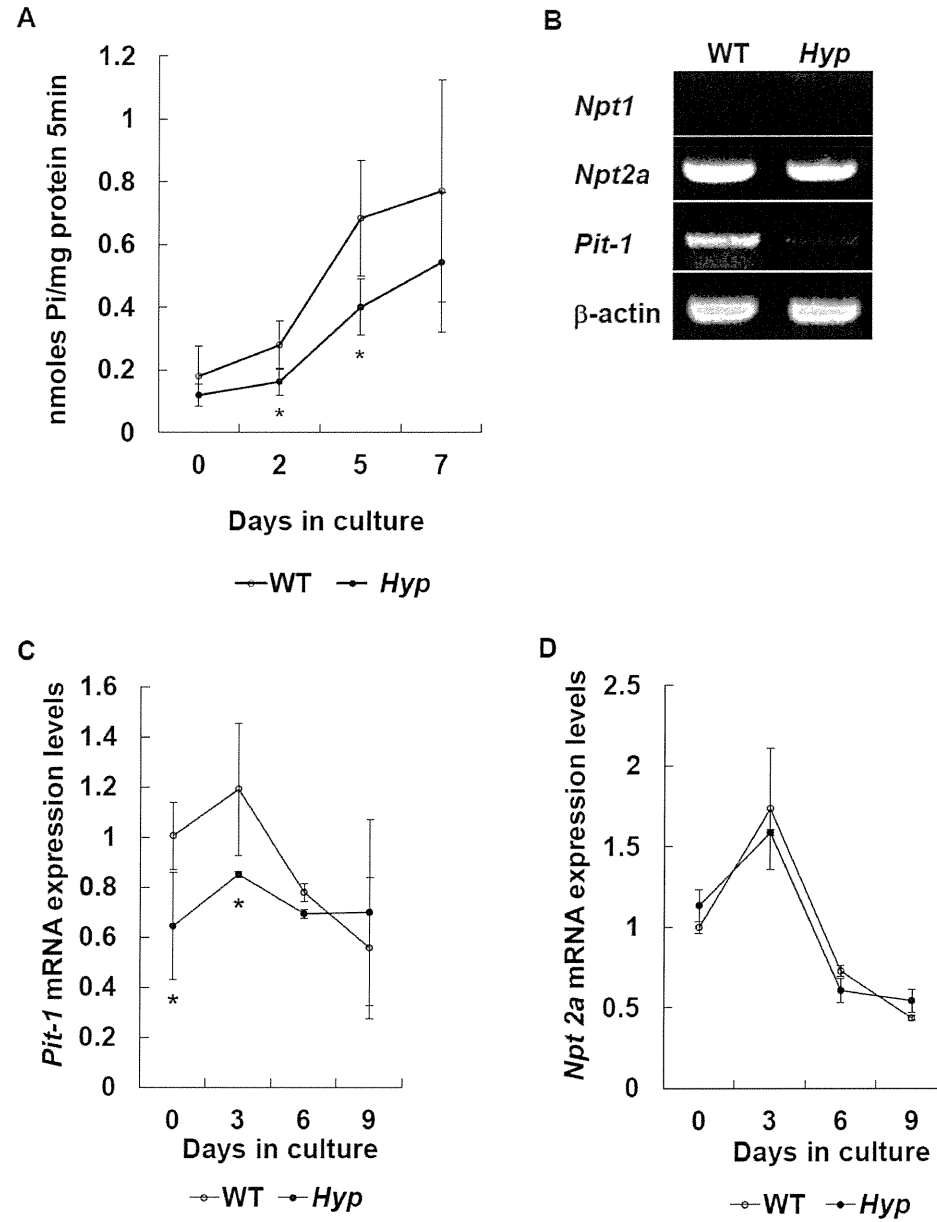 A
nmoles Pi/mg protein 5min
1.2
1
0.8
0.6
0.4
0.2
0
*
*
0 2 5 7
Days in culture
WT Hyp
B
WT Hyp
Npt1
Npt2a
Pit-1
β-actin
C
Pit-1 mRNA expression levels
1.6
1.4
1.2
1
0.8
0.6
0.4
0.2
0
*
*
0 3 6 9
Days in culture
WT Hyp
D
Npt 2a mRNA expression levels
2.5
2
1.5
1
0.5
0
0 3 6 9
Days in culture
WT Hyp